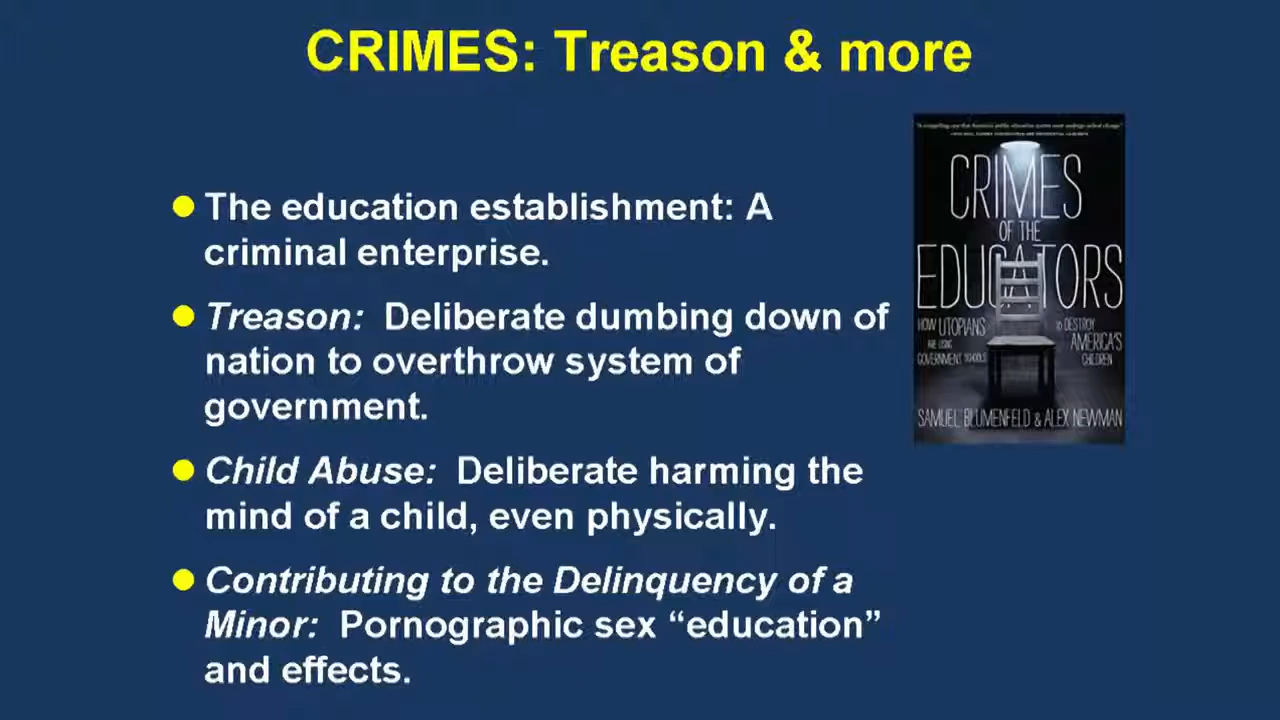 CRIMES: Treason & more
The education establishment: A
criminal enterprise.
Treason: Deliberate dumbing down of
nation to overthrow system of
government.
Child Abuse: Deliberate harming the
mind of a child, even physically.
Contributing to the Delinquency of a
Minor: Pornographic sex “education”
and effects.
CRIMES
OF THE
EDUCATORS
HOW UTOPIANS
ARE USING
GOVERNMENT SCHOOLS
TO DESTROY
AMERICA'S
CHILDREN
SAMUEL BLUMENFELD & ALEX NEWMAN